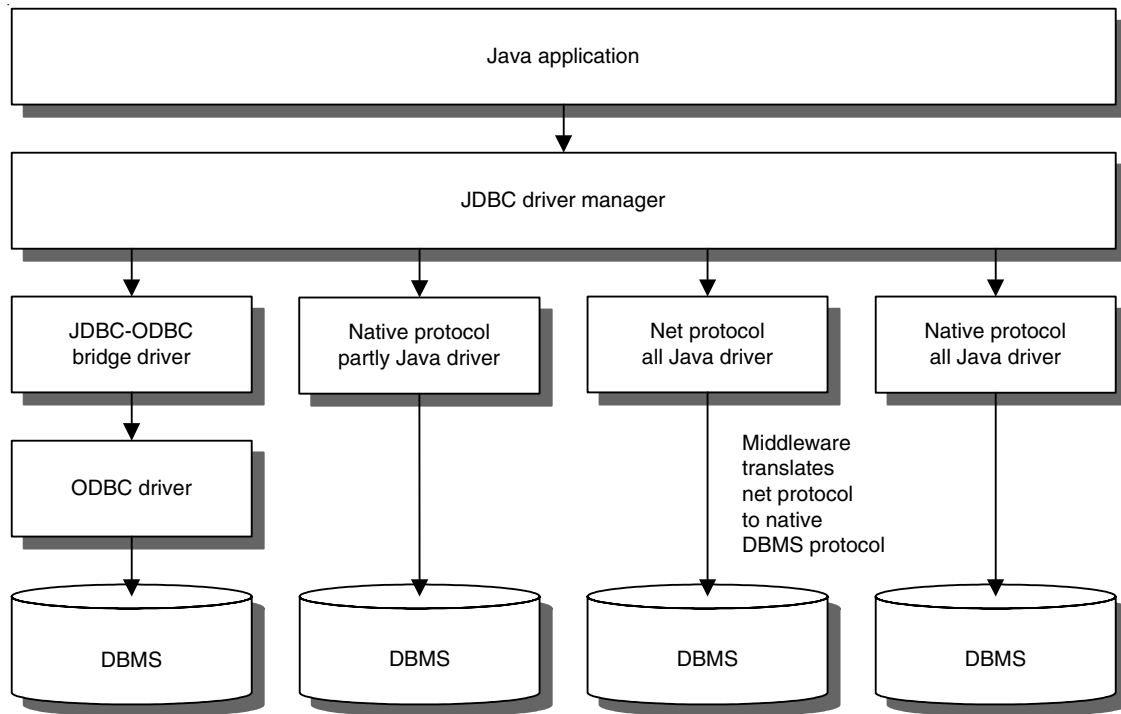 Java application
JDBC driver manager
JDBC-ODBC
bridge driver
Native protocol
partly Java driver
Net protocol
all Java driver
Native protocol
all Java driver
ODBC driver
Middleware
translates
net protocol
to native
DBMS protocol
DBMS
DBMS
DBMS
DBMS